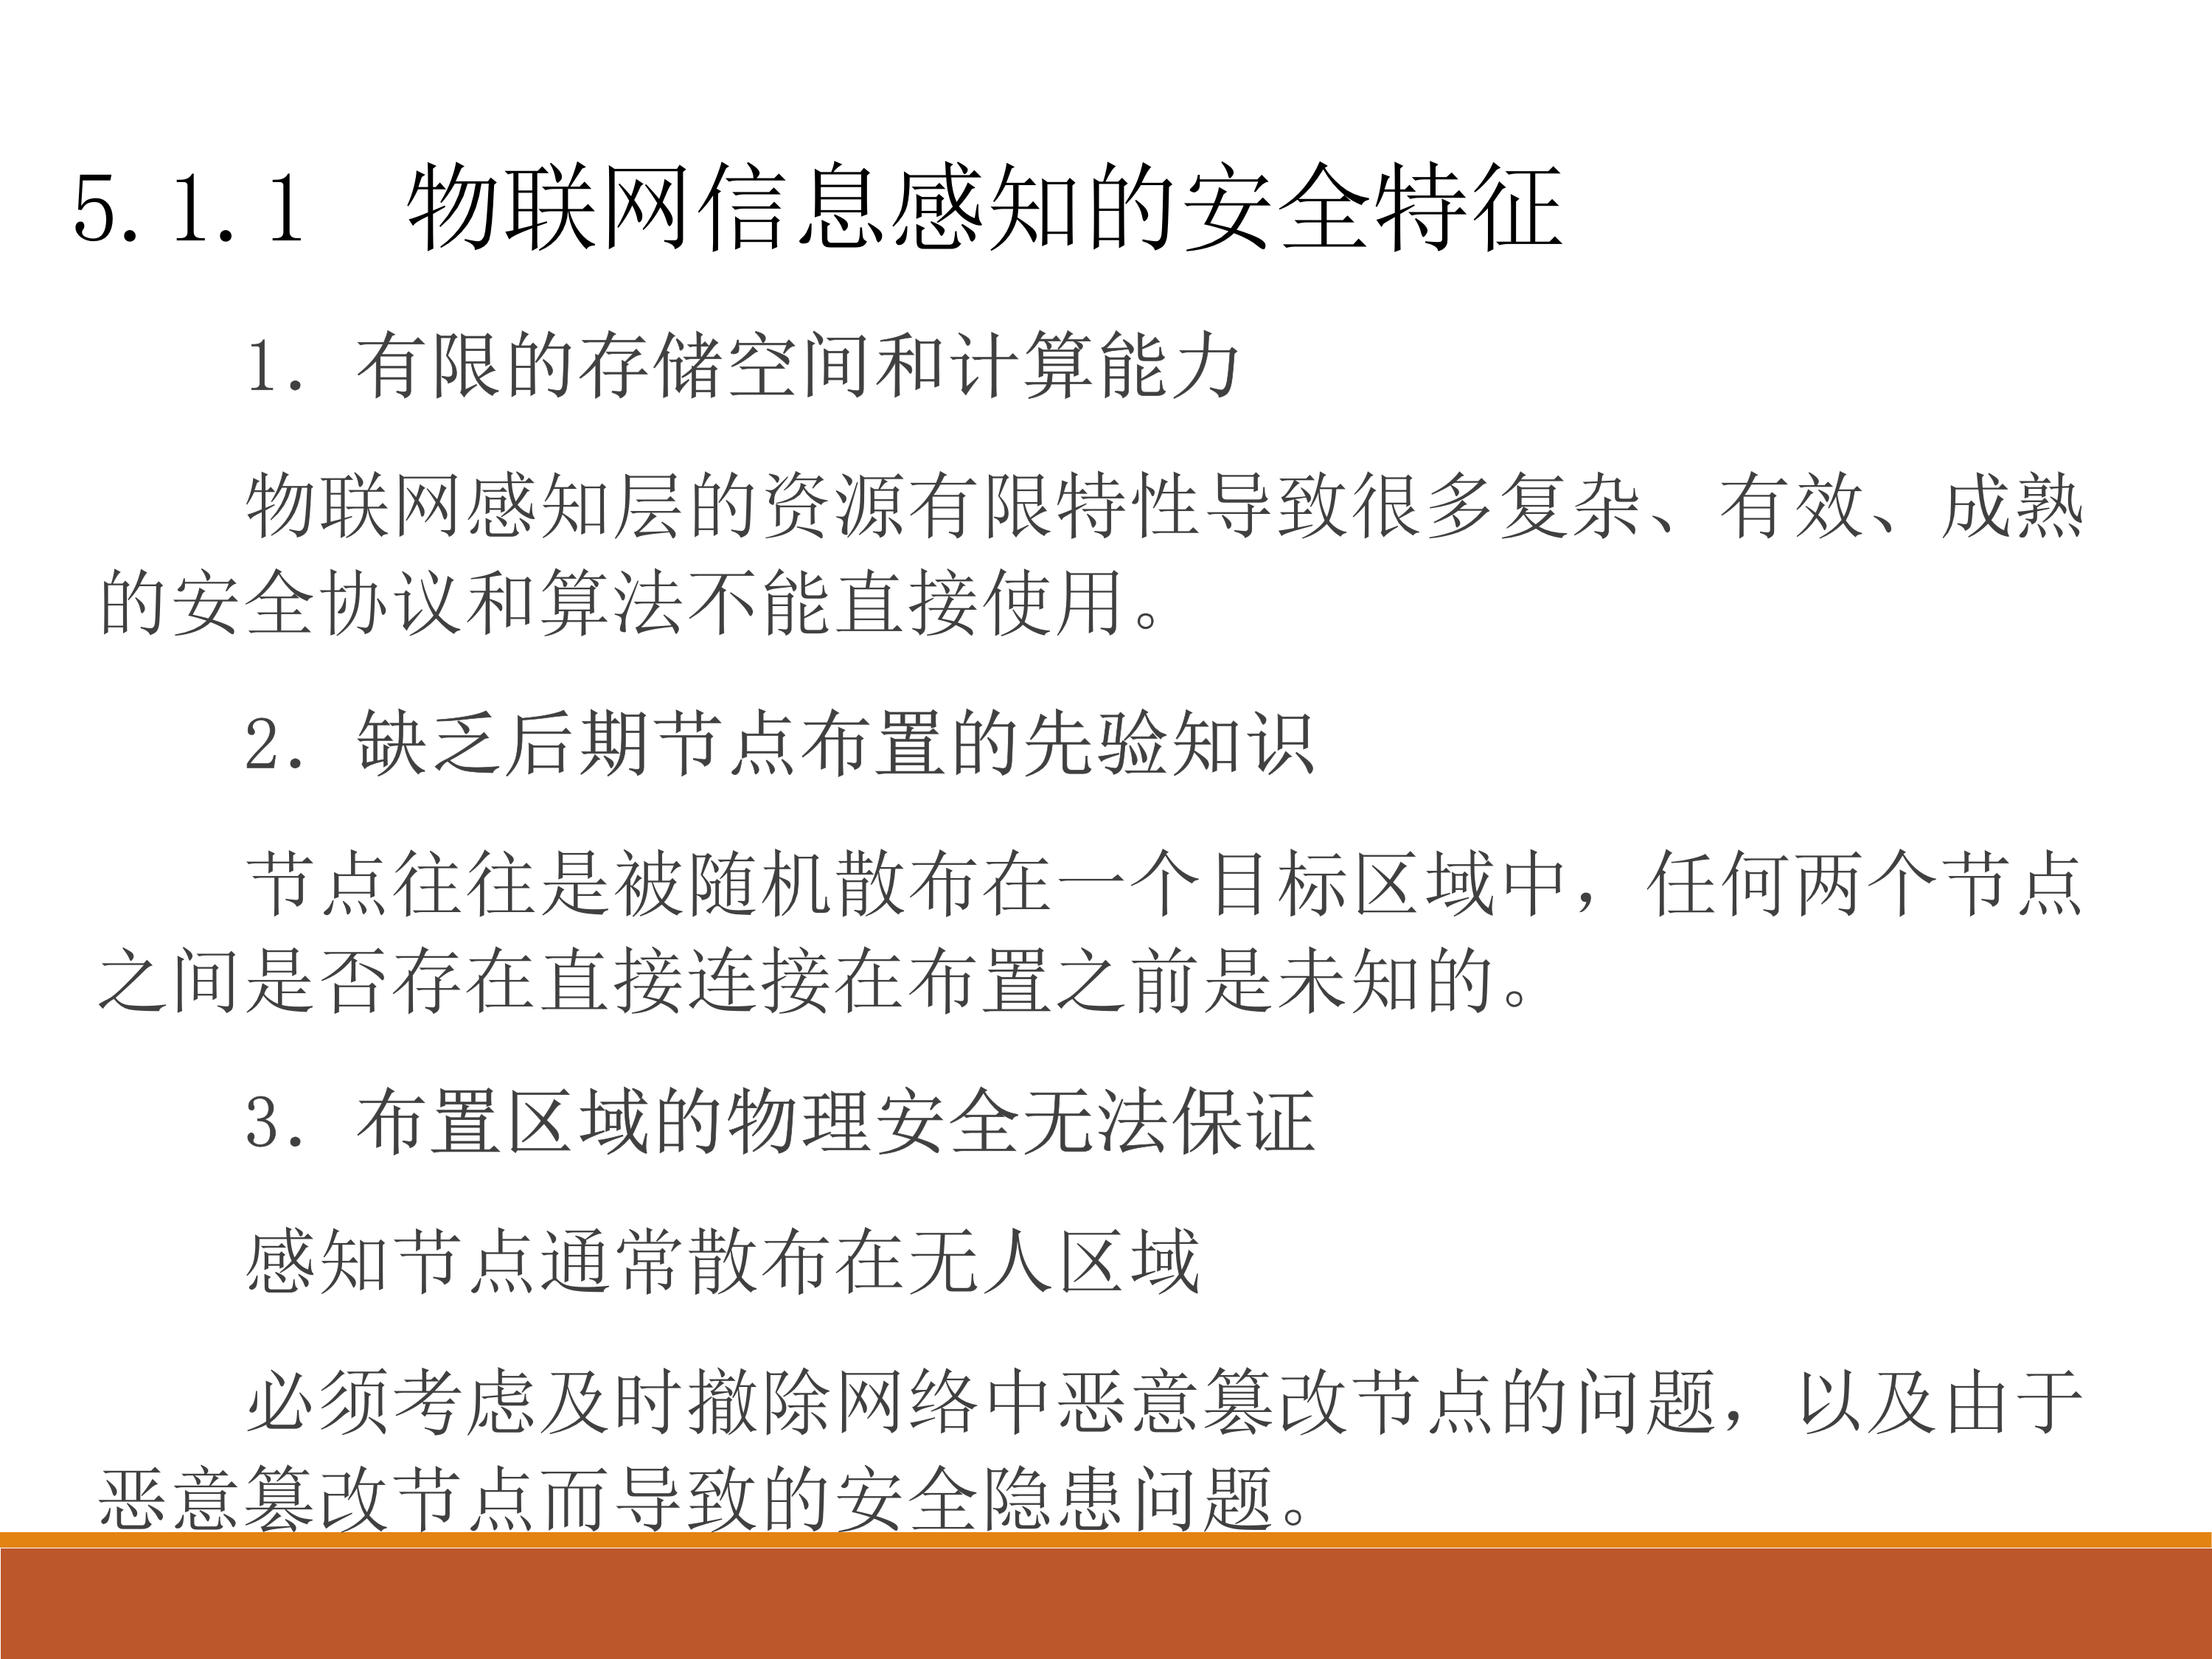 5.1.1 物联网信息感知的安全特征
1. 有限的存储空间和计算能力
物联网感知层的资源有限特性导致很多复杂、有效、成熟
的安全协议和算法不能直接使用。
2. 缺乏后期节点布置的先验知识
节点往往是被随机散布在一个目标区域中，任何两个节点
之间是否存在直接连接在布置之前是未知的。
3. 布置区域的物理安全无法保证
感知节点通常散布在无人区域
必须考虑及时撤除网络中恶意篡改节点的问题，以及由于
恶意篡改节点而导致的安全隐患问题。